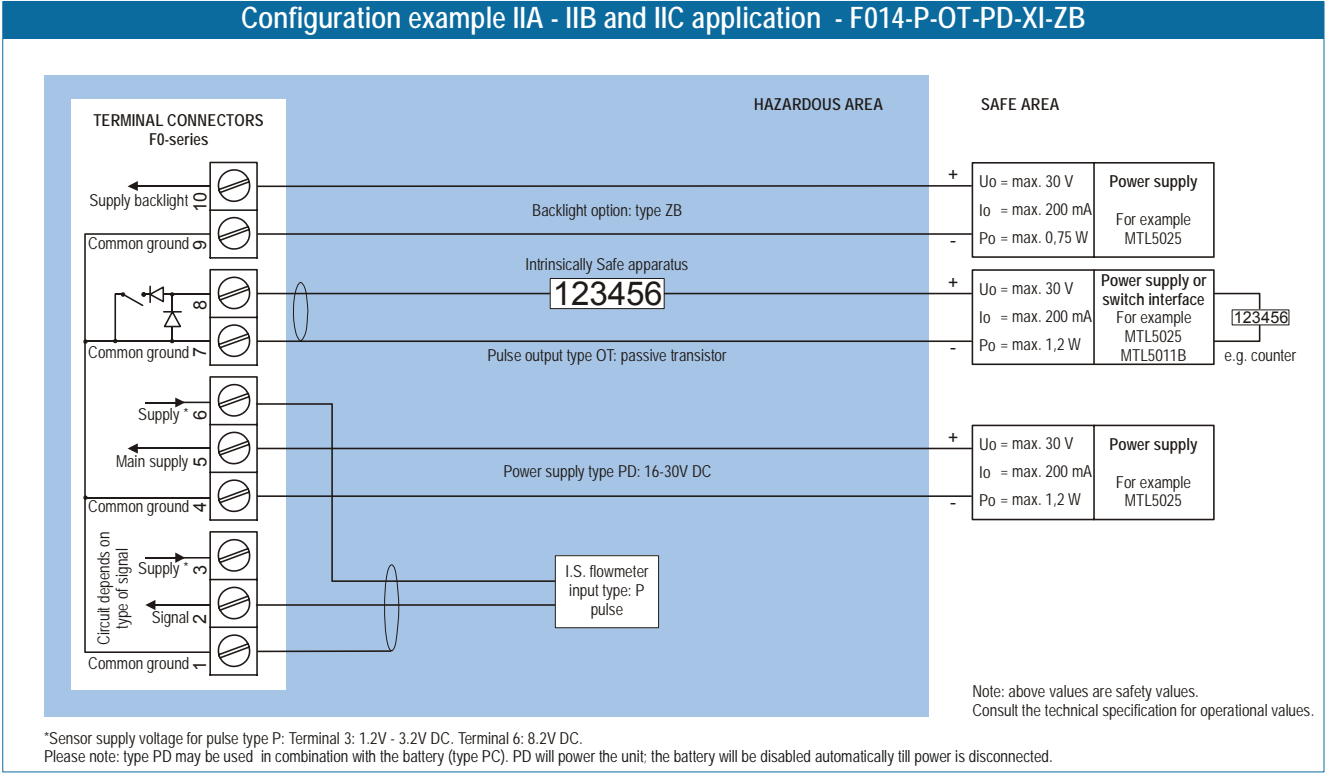 Configuration example IIA - IIB and IIC application - F014-P-OT-PD-XI-ZB
HAZARDOUS AREA
SAFE AREA
TERMINAL CONNECTORS
F0-series
Supply backlight 10
Common ground 9
Backlight option: type ZB
+
-
Uo = max. 30 V
Io = max. 200 mA
Po = max. 0,75 W
Power supply
For example
MTL5025
8
Common ground 7
Intrinsically Safe apparatus
123456
Pulse output type OT: passive transistor
+
-
Uo = max. 30 V
Io = max. 200 mA
Po = max. 1,2 W
Power supply or
switch interface
For example
MTL5025
MTL5011B
123456
e.g. counter
Supply * 6
Main supply 5
Common ground 4
Power supply type PD: 16-30V DC
+
-
Uo = max. 30 V
Io = max. 200 mA
Po = max. 1,2 W
Power supply
For example
MTL5025
Circuit depends on
type of signal
Supply * 3
Signal 2
Common ground 1
I.S. flowmeter
input type: P
pulse
Note: above values are safety values.
Consult the technical specification for operational values.
*Sensor supply voltage for pulse type P: Terminal 3: 1.2V - 3.2V DC. Terminal 6: 8.2V DC.
Please note: type PD may be used in combination with the battery (type PC). PD will power the unit; the battery will be disabled automatically till power is disconnected.